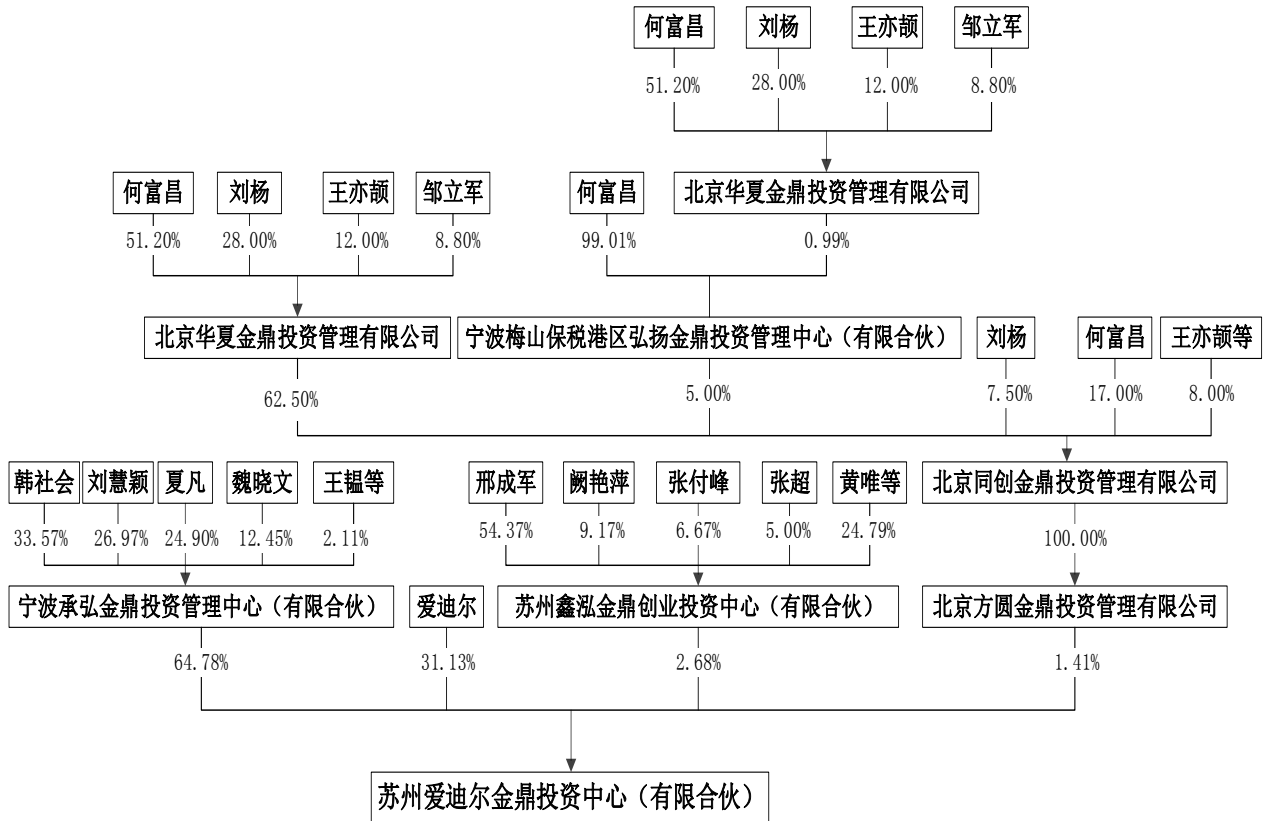 何富昌 刘杨 王亦颉 邹立军
51.20% 28.00% 12.00% 8.80%
何富昌 刘杨 王亦颉 邹立军 何富昌 北京华夏金鼎投资管理有限公司
51.20% 28.00% 12.00% 8.80% 99.01% 0.99%
北京华夏金鼎投资管理有限公司 宁波梅山保税港区弘扬金鼎投资管理中心（有限合伙） 刘杨 何富昌 王亦颉等
62.50% 5.00% 7.50% 17.00% 8.00%
韩社会 刘慧颖 夏凡 魏晓文 王韫等 邢成军 阙艳萍 张付峰 张超 黄唯等 北京同创金鼎投资管理有限公司
33.57% 26.97% 24.90% 12.45% 2.11% 54.37% 9.17% 6.67% 5.00% 24.79% 100.00%
宁波承弘金鼎投资管理中心（有限合伙） 爱迪尔 苏州鑫泓金鼎创业投资中心（有限合伙） 北京方圆金鼎投资管理有限公司
64.78% 31.13% 2.68% 1.41%
苏州爱迪尔金鼎投资中心（有限合伙）